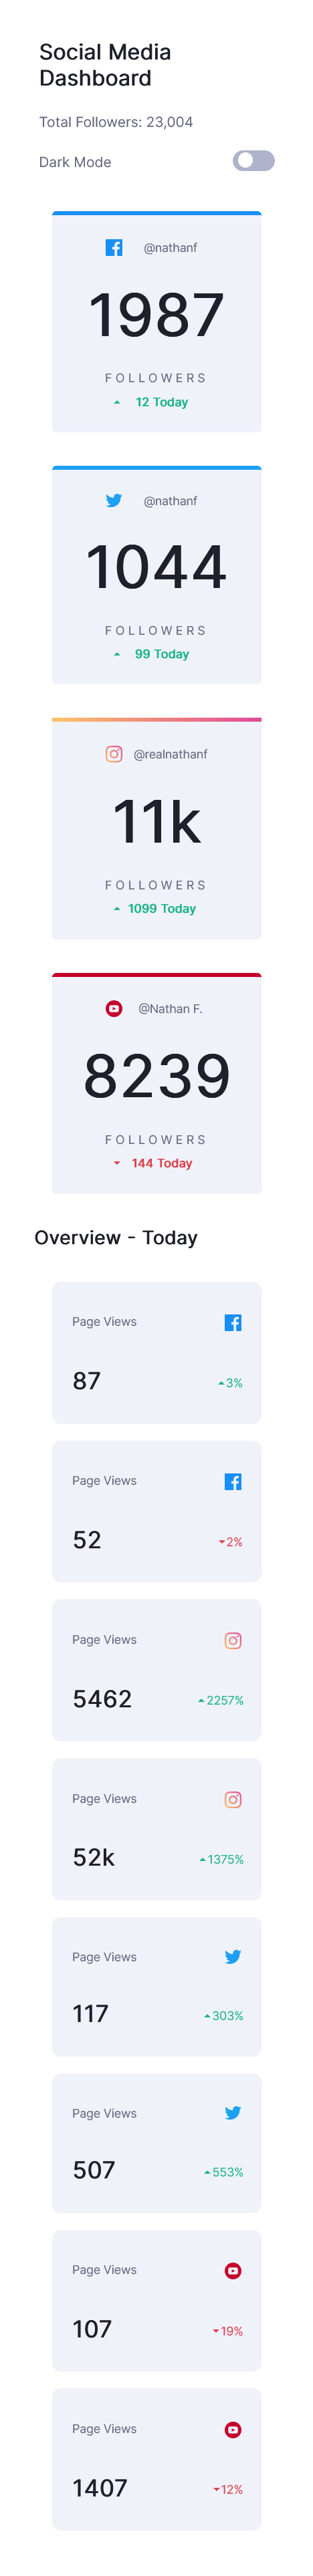 Social Media
Dashboard
Total Followers: 23,004
Dark Mode
@nathanf
1987
FOLLOWERS
12 Today
@nathanf
1044
FOLLOWERS
99 Today
@realnathanf
11k
FOLLOWERS
1099 Today
@Nathan F.
8239
FOLLOWERS
144 Today
Overview - Today
Page Views
87
3%
Page Views
52
2%
Page Views
5462
2257%
Page Views
52k
1375%
Page Views
117
303%
Page Views
507
553%
Page Views
107
19%
Page Views
1407
12%